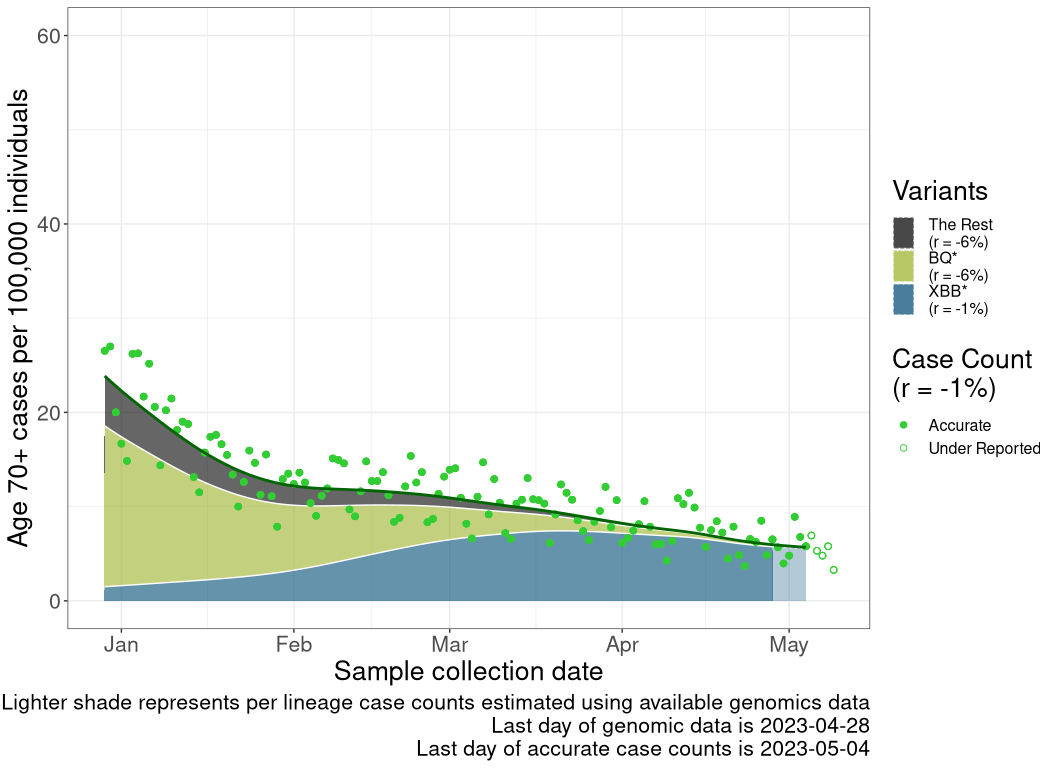 Age 70+ cases per 100,000 individuals
60
40
20
0
Jan
Feb
Mar
Apr
May
Sample collection date
Variants
The Rest
(r = -6%)
BQ*
(r = -6%)
XBB*
(r = -1%)
Case Count
(r = -1%)
Accurate
Under Reported
Lighter shade represents per lineage case counts estimated using available genomics data
Last day of genomic data is 2023-04-28
Last day of accurate case counts is 2023-05-04